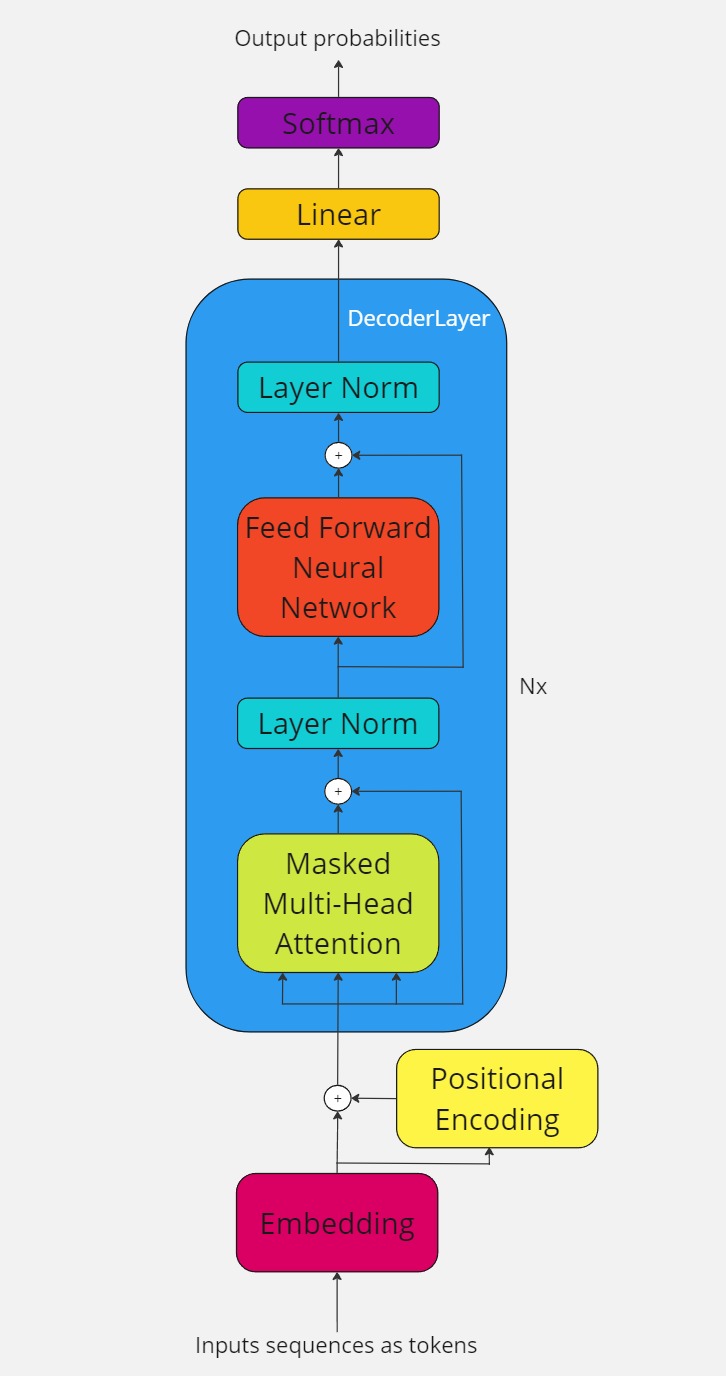 Output probabilities
Softmax
Linear
DecoderLayer
Layer Norm
+
Feed Forward
Neural
Network
Nx
Layer Norm
+
Masked
Multi-Head
Attention
Positional
Encoding
+
Embedding
Inputs sequences as tokens